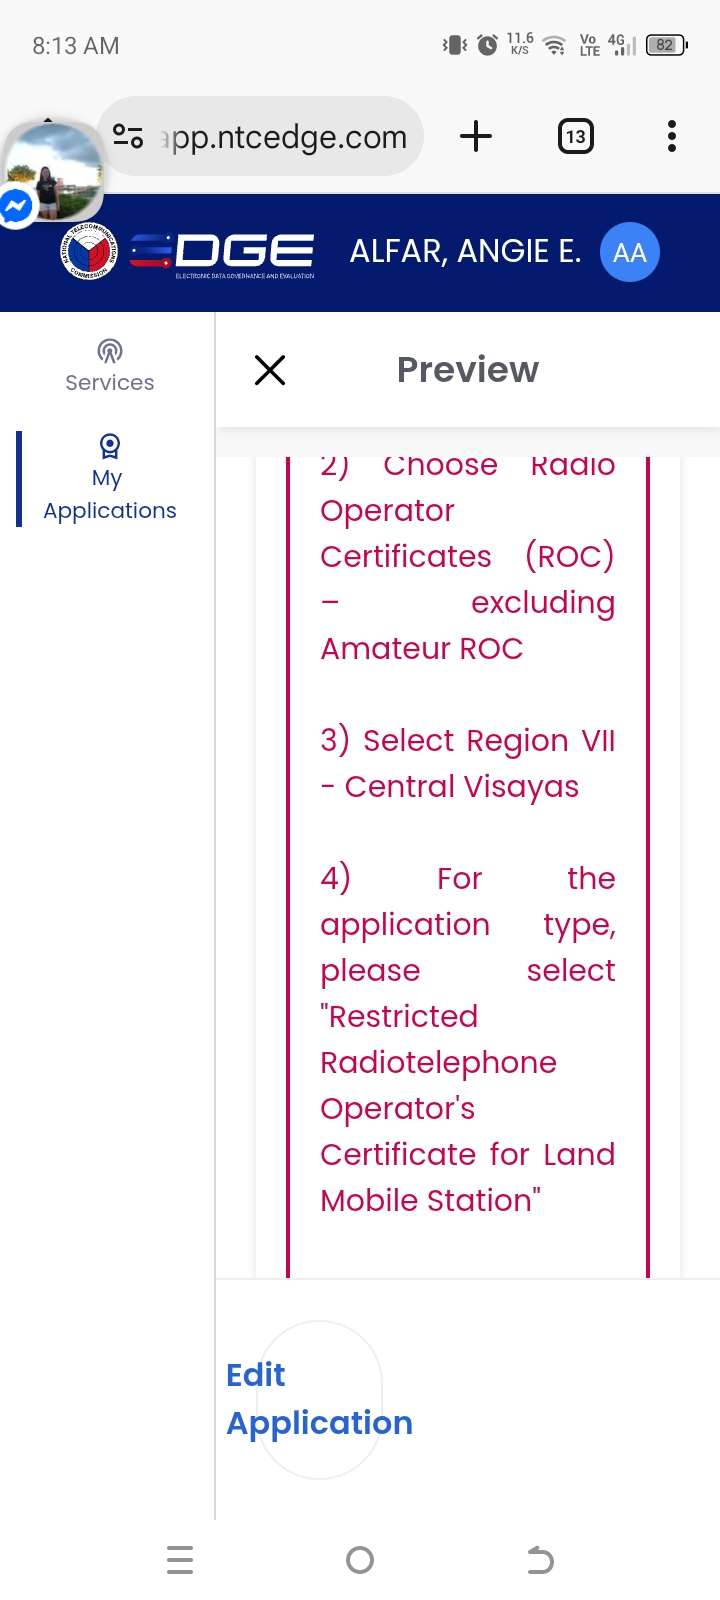 8:13 AM
11.6
K/S
Vo
LTE
4G
82
app.ntcedge.com
13
NATIONAL TELECOMMUNICATIONS
COMMISSION
EDGE
ELECTRONIC DATA GOVERNANCE AND EVALUATION
ALFAR, ANGIE E.
AA
Services
My
Applications
Preview
2) Choose Radio
Operator
Certificates (ROC)
– excluding
Amateur ROC
3) Select Region VII
- Central Visayas
4) For the
application type,
please select
"Restricted
Radiotelephone
Operator's
Certificate for Land
Mobile Station"
Edit
Application